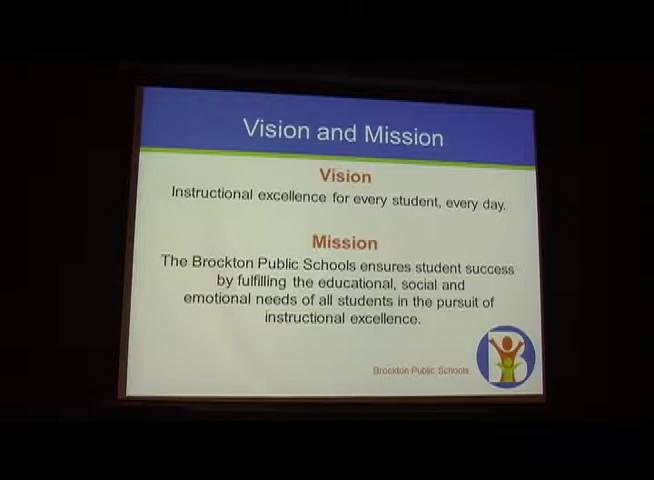 Vision and Mission
Vision
Instructional excellence for every student, every day.
Mission
The Brockton Public Schools ensures student success
by fulfilling the educational, social and
emotional needs of all students in the pursuit of
instructional excellence.
Brockton Public Schools
B